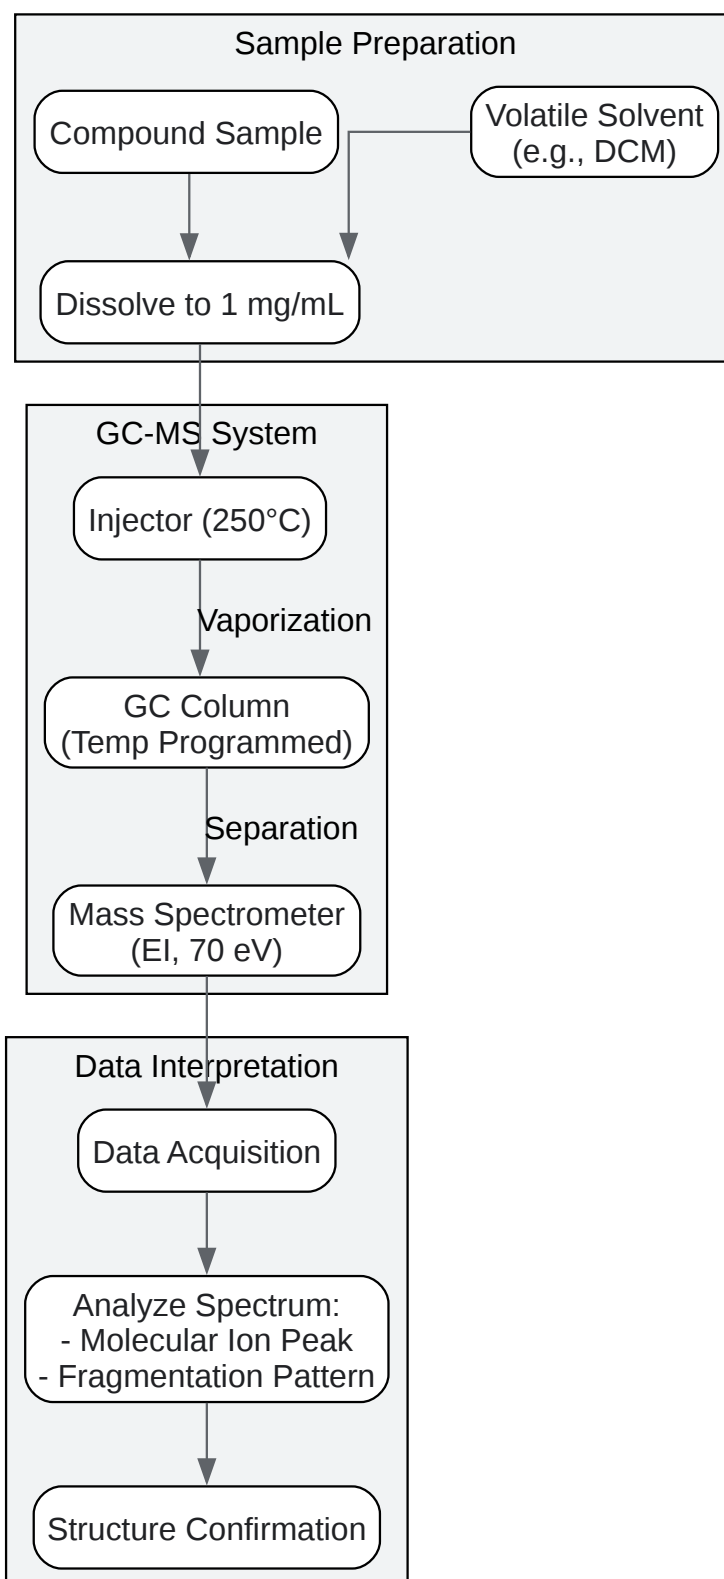 Sample Preparation
Compound Sample
Volatile Solvent
(e.g., DCM)
Dissolve to 1 mg/mL
GC-MS System
Injector (250°C)
Vaporization
GC Column
(Temp Programmed)
Separation
Mass Spectrometer
(EI, 70 eV)
Data Interpretation
Data Acquisition
Analyze Spectrum:
- Molecular Ion Peak
- Fragmentation Pattern
Structure Confirmation